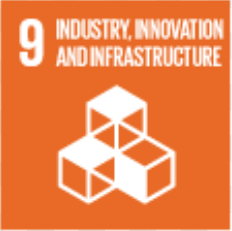 9 INDUSTRY, INNOVATION
AND INFRASTRUCTURE